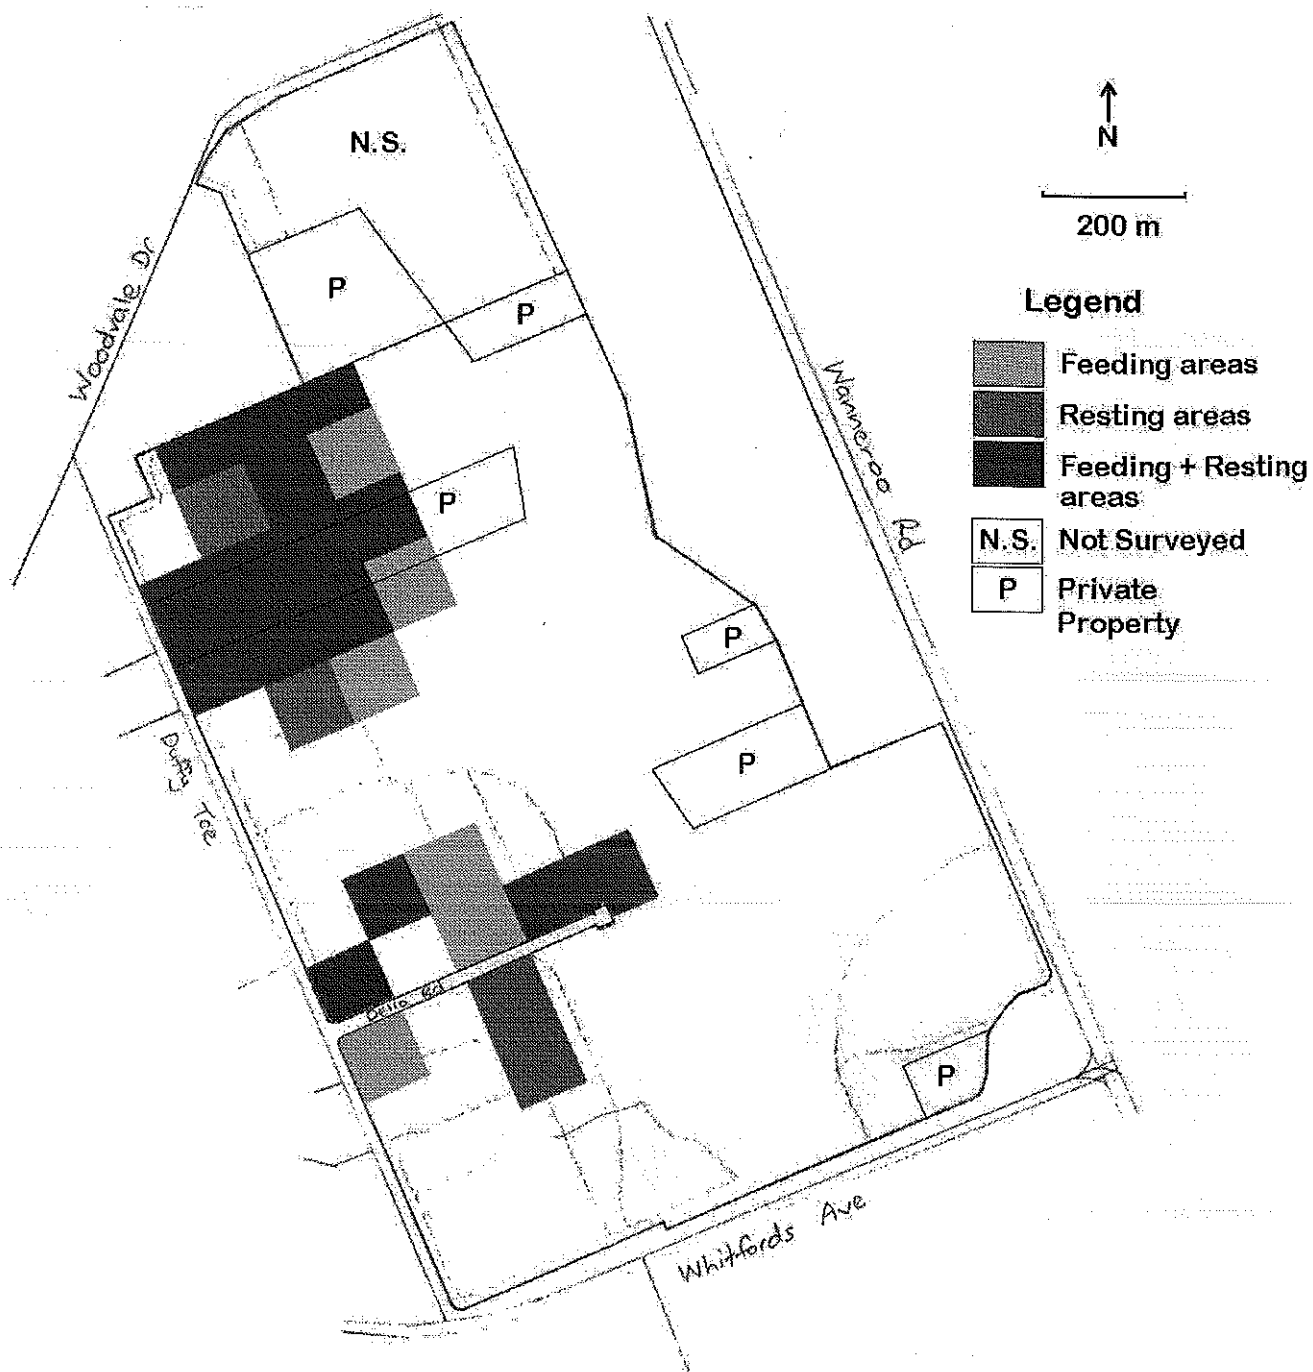 N.S.
N
200 m
Woodvale Dr
P
P
Legend
Feeding areas
Resting areas
Feeding + Resting
areas
N.S. Not Surveyed
P Private
Property
Wanneroo Rd
P
P
P
Duffy Tce
Rd
P
Whitfords Ave